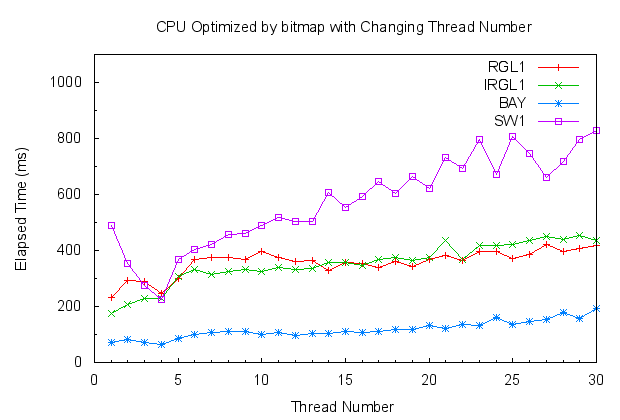 CPU Optimized by bitmap with Changing Thread Number
RGL1
IRGL1
BAY
SW1
1000
800
600
400
200
0
Elapsed Time (ms)
0 5 10 15 20 25 30
Thread Number